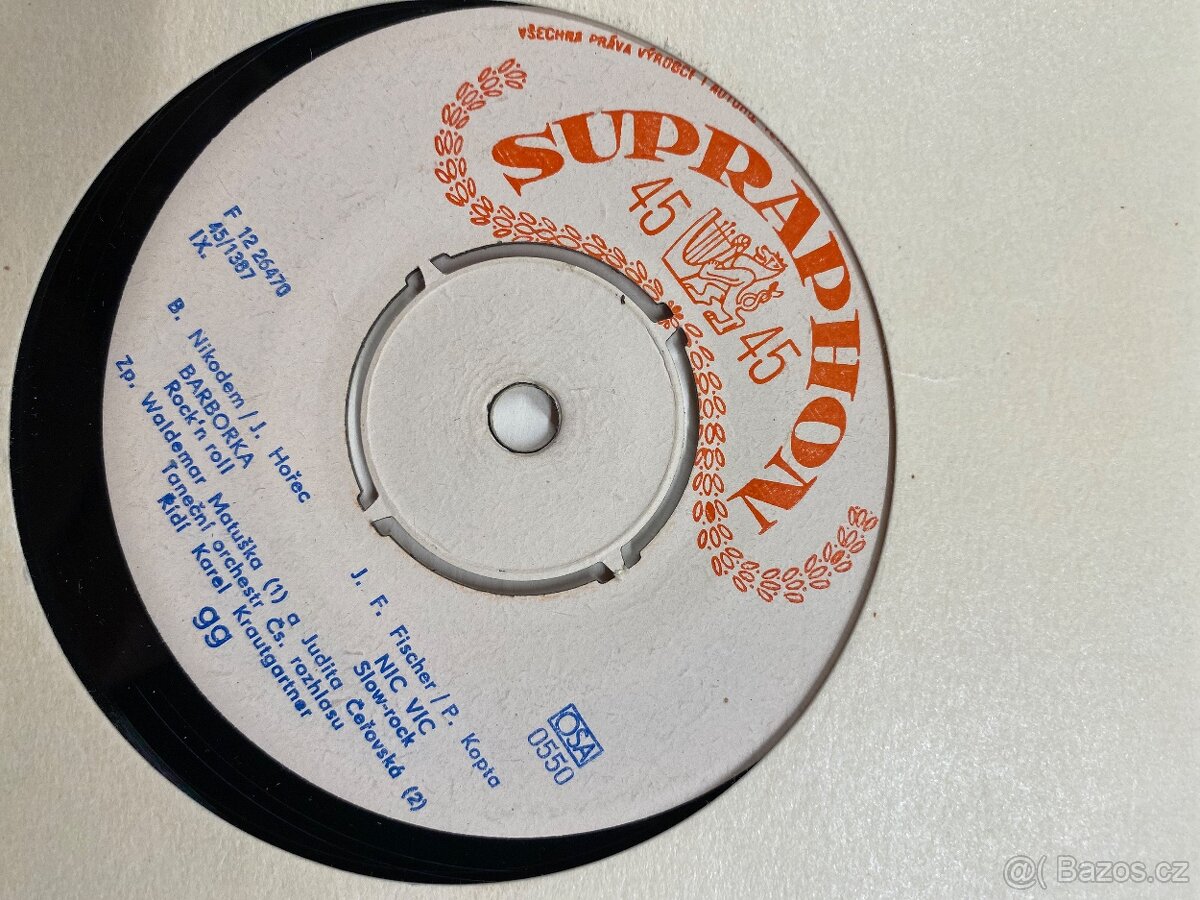 VŠECHNA PRÁVA VÝROBCE I AUTORŮ
SUPRAPHON
45 45
F 12 26470
45/1387
IX.
OSA
0550
B. Nikodem/J. Hořec
BARBORKA
Rock'n roll
J. F. Fischer/P. Kopta
NIC VIC
Slow-rock
Zp. Waldemar Matuška (1) a Judita Čeřovská (2)
Taneční orchestr Čs. rozhlasu
Řídí Karel Krautgartner
gg
Bazos.cz